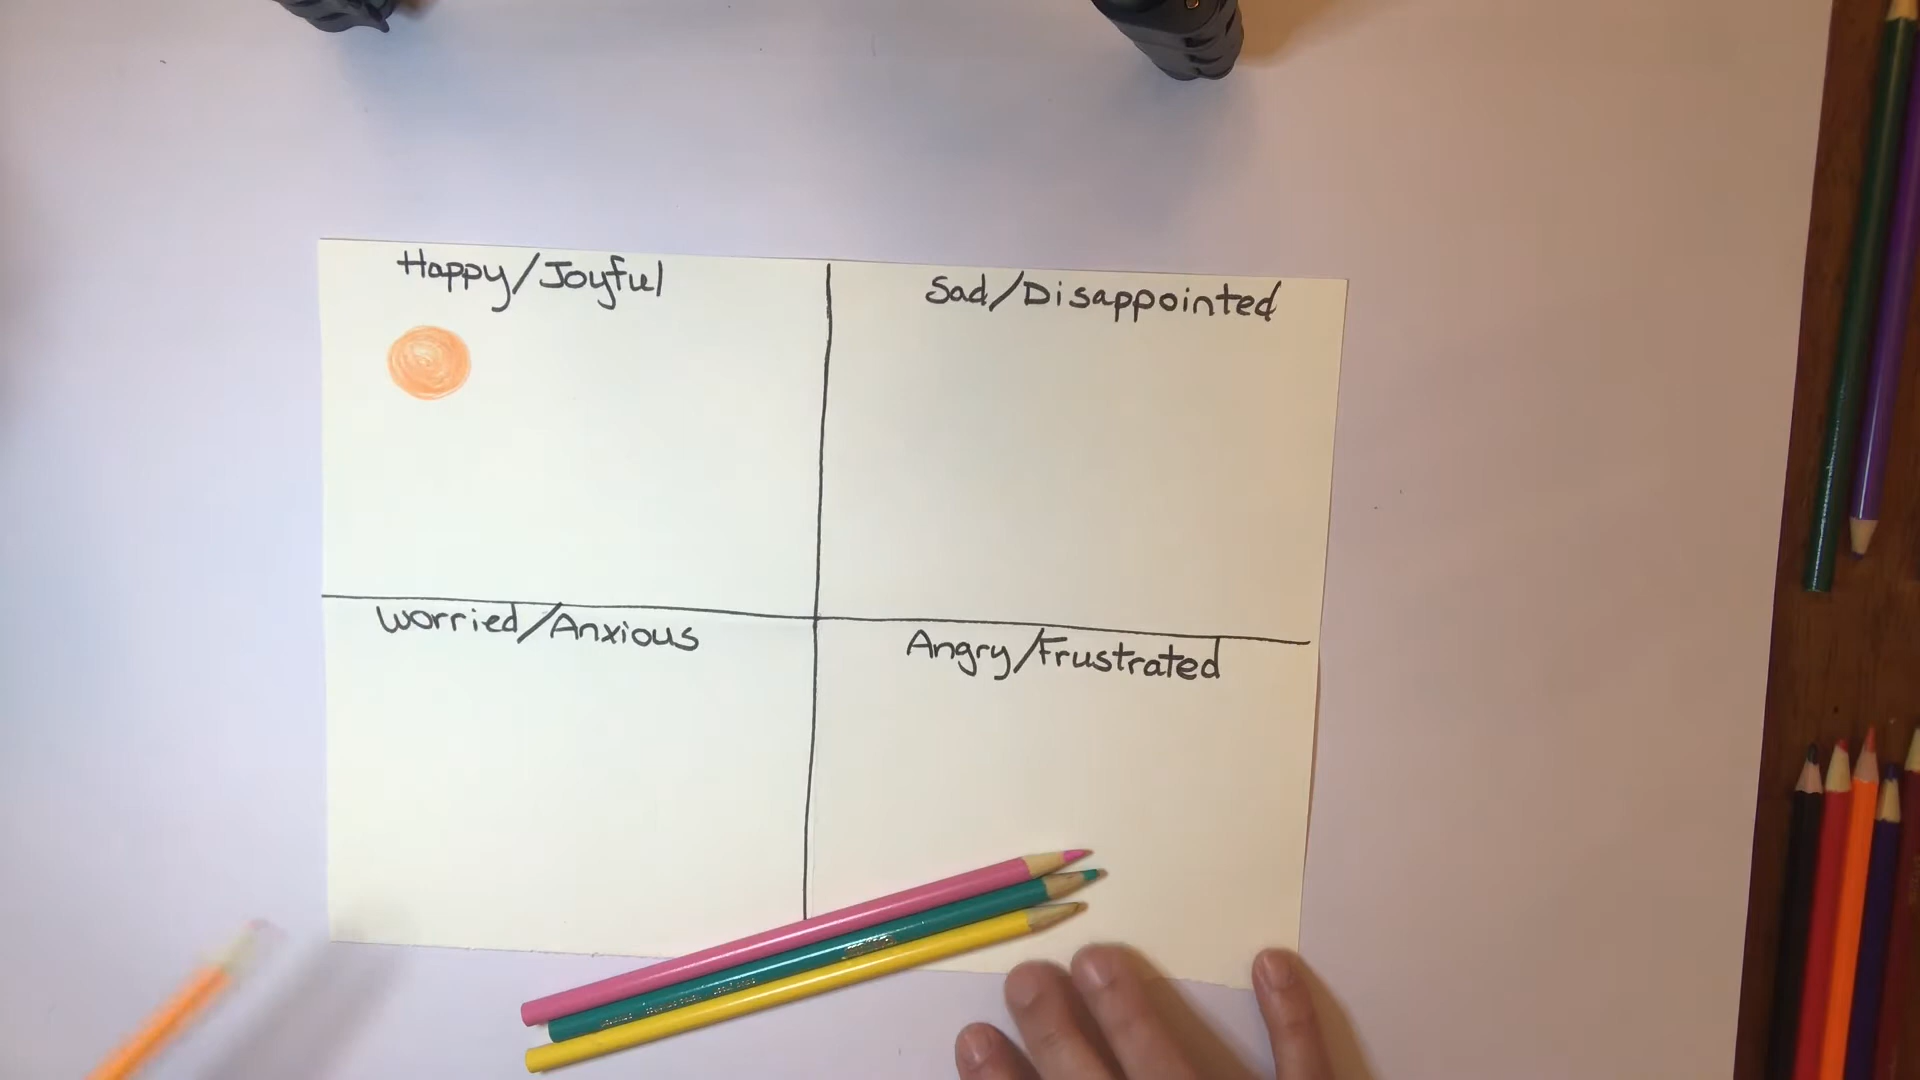 Happy/Joyful
Sad/Disappointed
Worried/Anxious
Angry/Frustrated